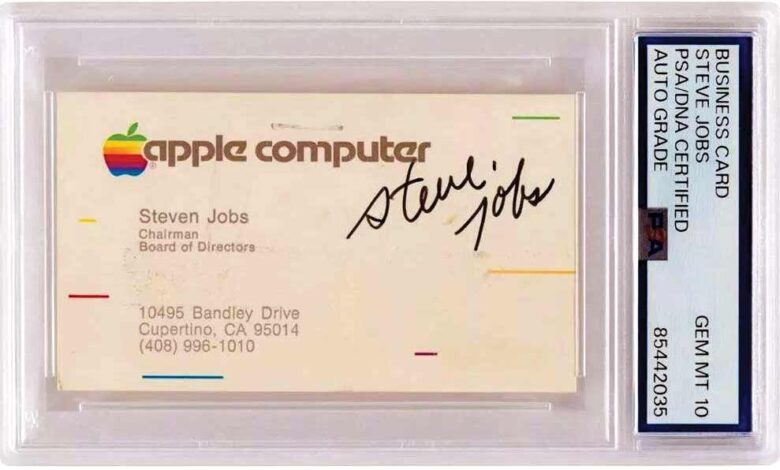 apple computer
steve jobs
Steven Jobs
Chairman
Board of Directors
10495 Bandley Drive
Cupertino, CA 95014
(408) 996-1010
BUSINESS CARD
STEVE JOBS
PSA/DNA CERTIFIED
AUTO GRADE
PSA
GEM MT 10
85442035